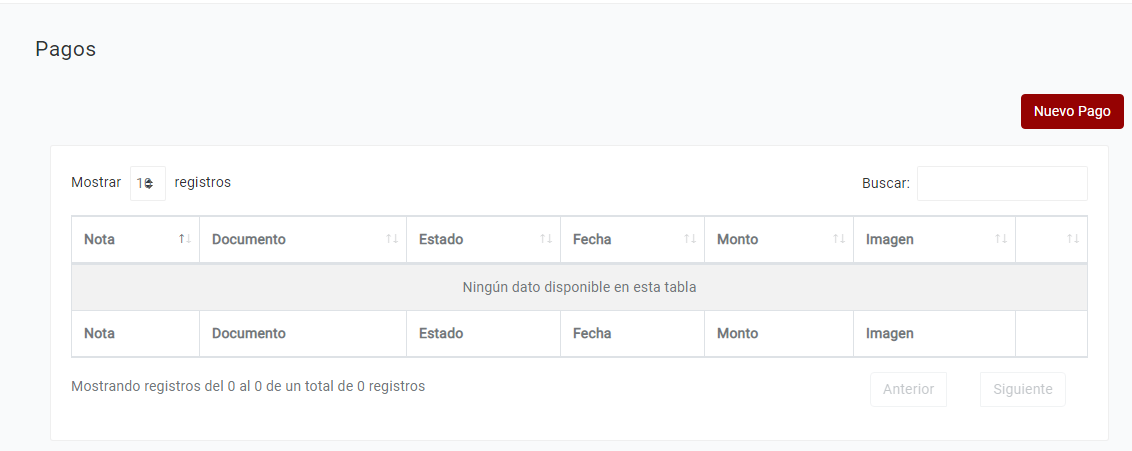 Pagos
Nuevo Pago
Mostrar 10 registros Buscar:
Nota Documento Estado Fecha Monto Imagen
Ningún dato disponible en esta tabla
Nota Documento Estado Fecha Monto Imagen
Mostrando registros del 0 al 0 de un total de 0 registros Anterior Siguiente